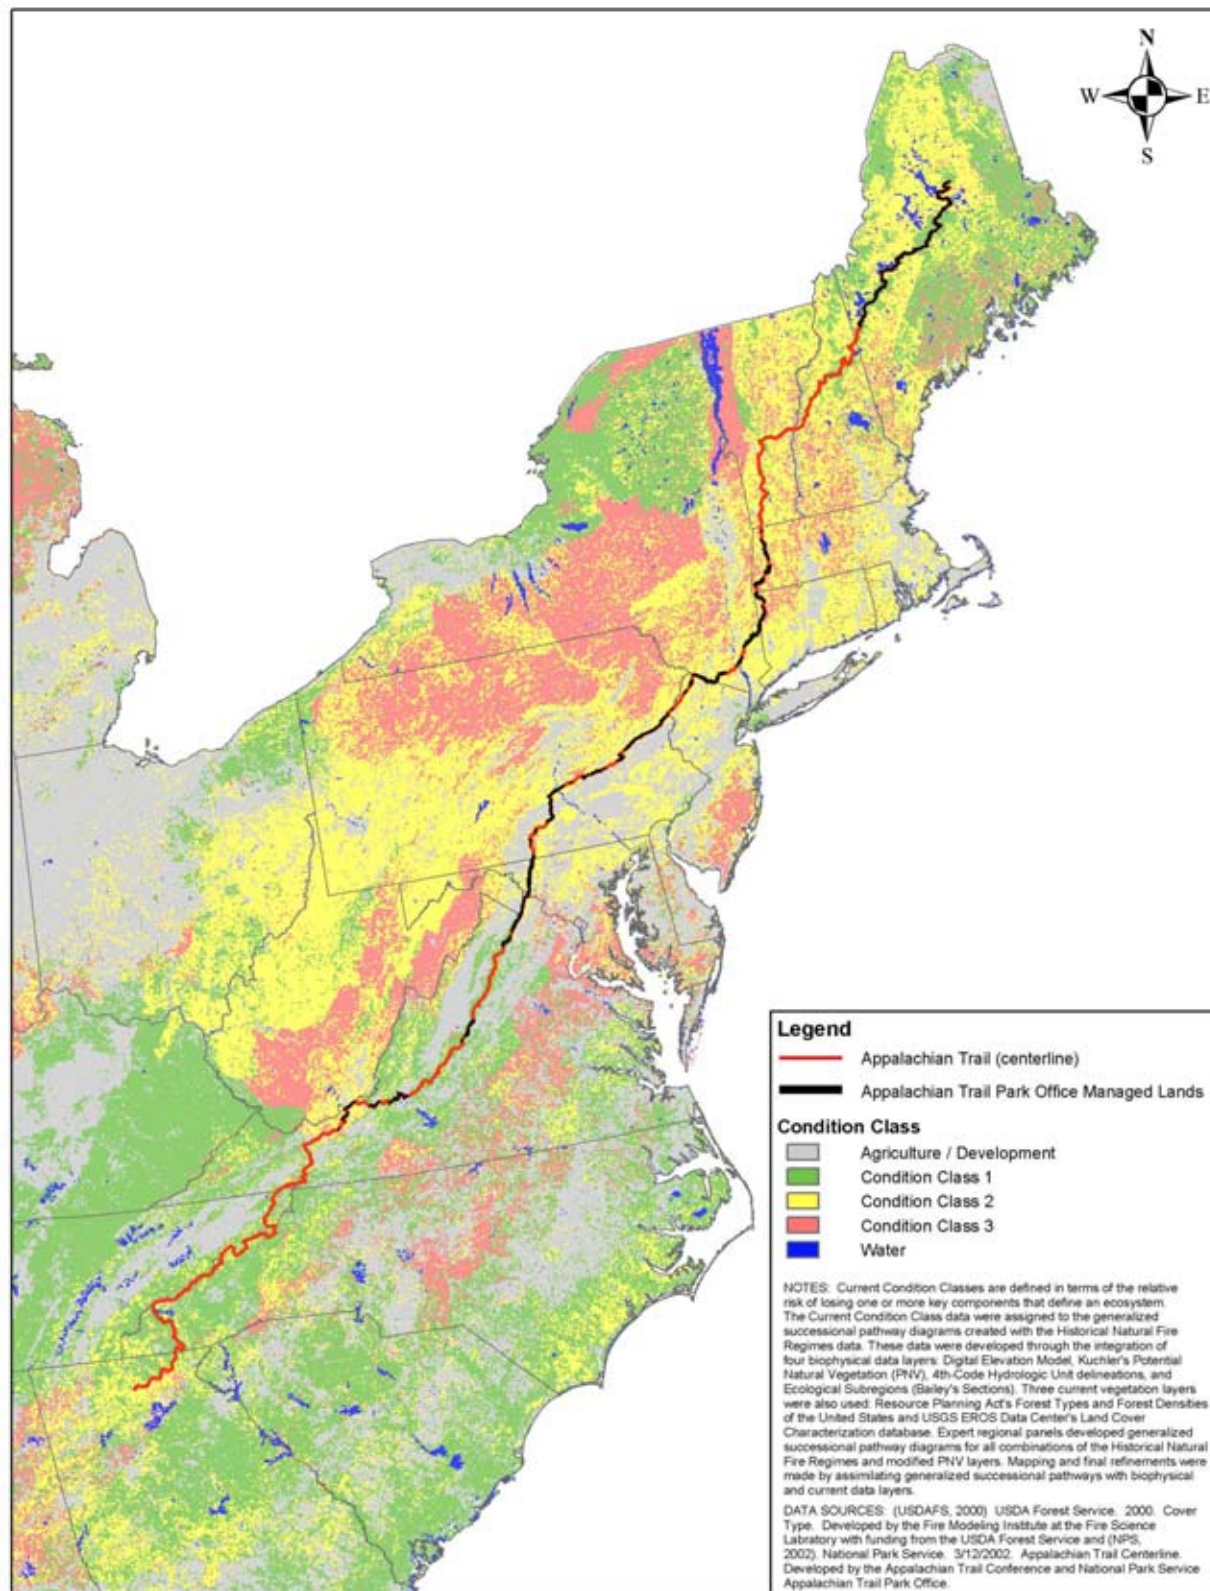 N
W E
S
Legend
Appalachian Trail (centerline)
Appalachian Trail Park Office Managed Lands
Condition Class
Agriculture / Development
Condition Class 1
Condition Class 2
Condition Class 3
Water
NOTES: Current Condition Classes are defined in terms of the relative
risk of losing one or more key components that define an ecosystem.
The Current Condition Class data were assigned to the generalized
successional pathway diagrams created with the Historical Natural Fire
Regimes data. These data were developed through the integration of
four biophysical data layers: Digital Elevation Model, Kuchler's Potential
Natural Vegetation (PNV), 4th-Code Hydrologic Unit delineations, and
Ecological Subregions (Bailey's Sections). Three current vegetation layers
were also used: Resource Planning Act's Forest Types and Forest Densities
of the United States and USGS EROS Data Center's Land Cover
Characterization database. Expert regional panels developed generalized
successional pathway diagrams for all combinations of the Historical Natural
Fire Regimes and modified PNV layers. Mapping and final refinements were
made by assimilating generalized successional pathways with biophysical
and current data layers.
DATA SOURCES: (USDAFS, 2000) USDA Forest Service. 2000. Cover
Type. Developed by the Fire Modeling Institute at the Fire Science
Labratory with funding from the USDA Forest Service and (NPS,
2002). National Park Service. 3/12/2002. Appalachian Trail Centerline.
Developed by the Appalachian Trail Conference and National Park Service
Appalachian Trail Park Office.